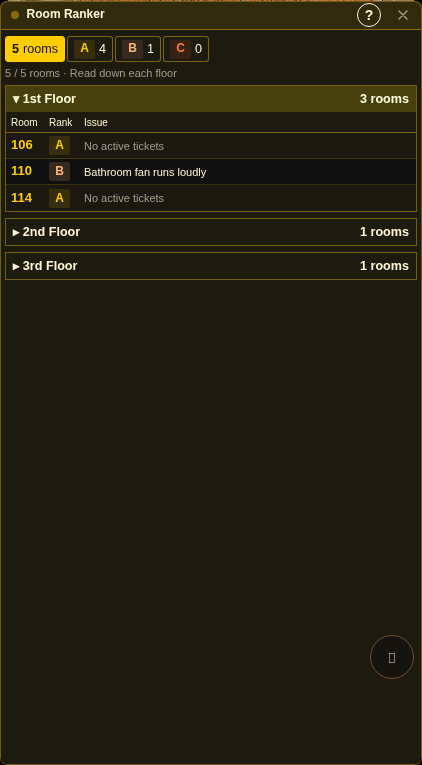 Room Ranker ?
5 rooms A 4 B 1 C 0
5 / 5 rooms · Read down each floor
▾ 1st Floor 3 rooms
Room Rank Issue
106 A No active tickets
110 B Bathroom fan runs loudly
114 A No active tickets
▸ 2nd Floor 1 rooms
▸ 3rd Floor 1 rooms